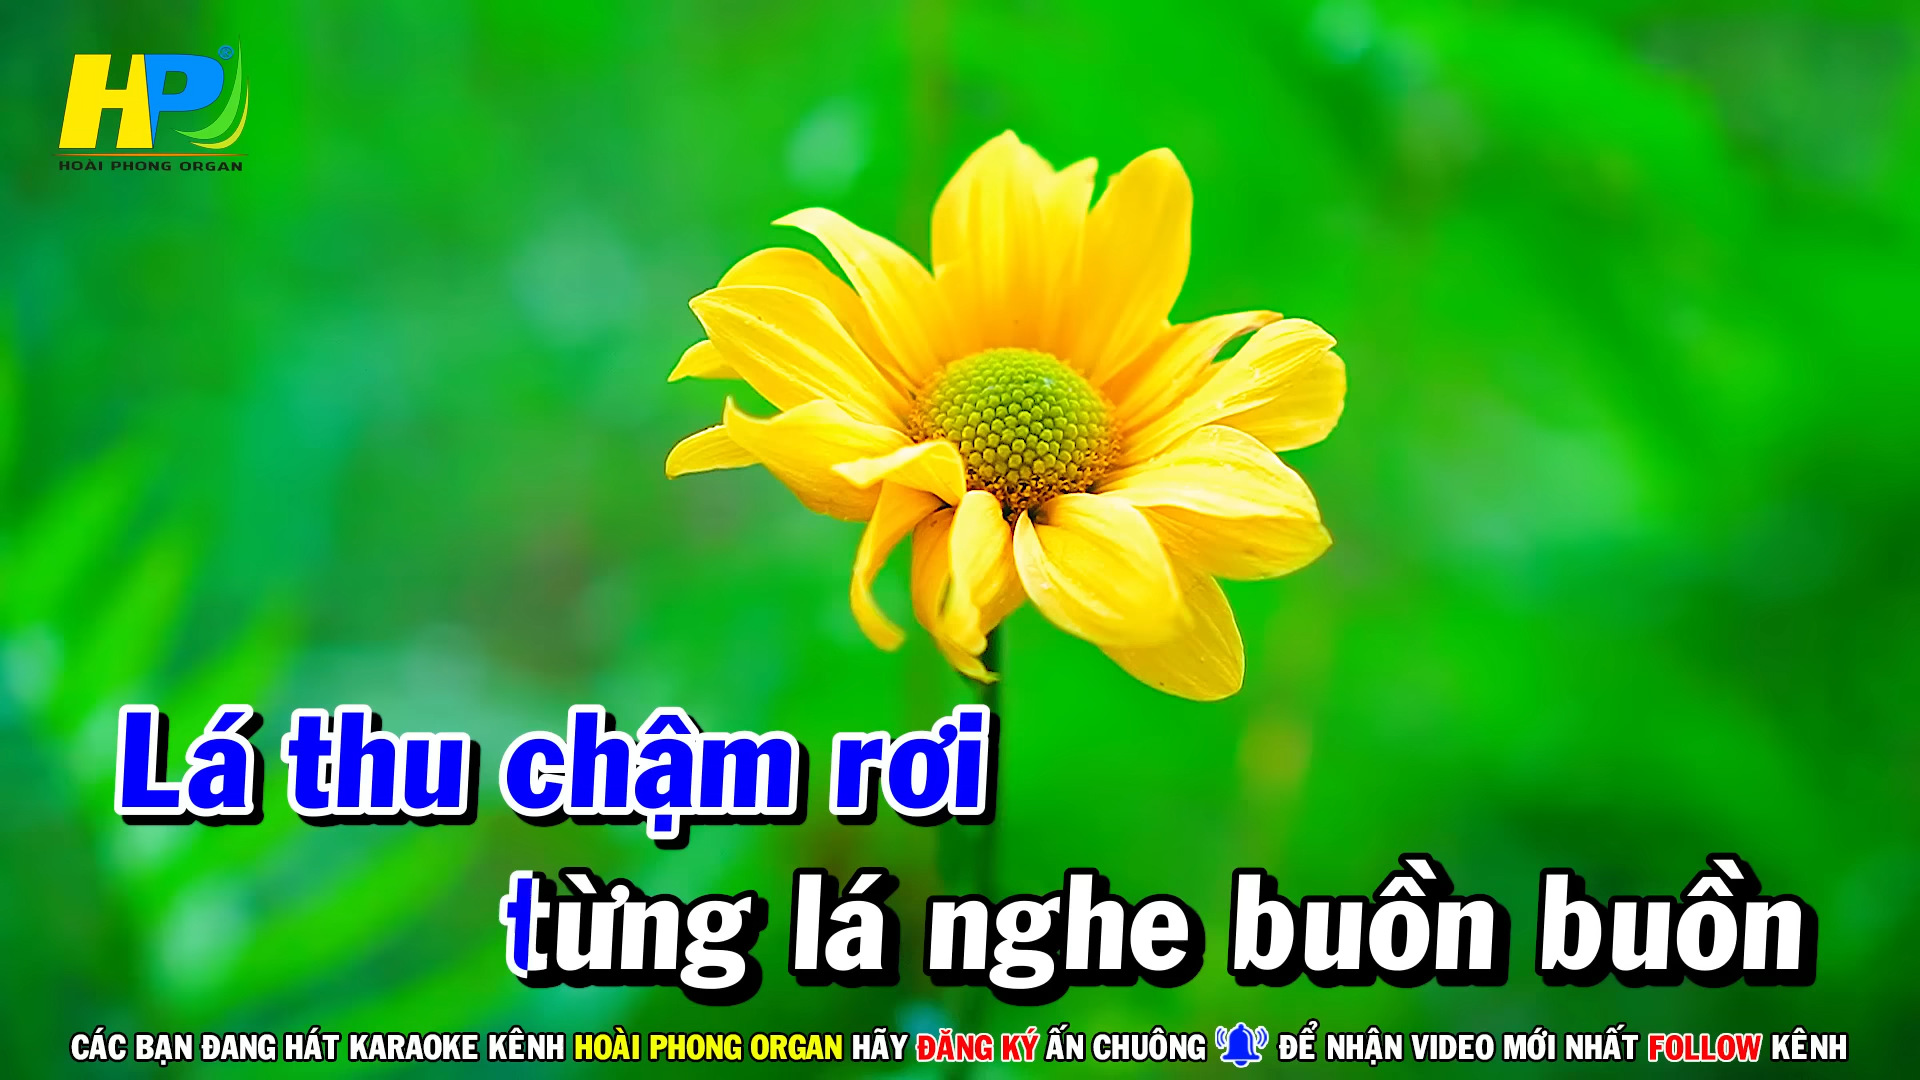 HP®
HOÀI PHONG ORGAN
Lá thu chậm rơi
từng lá nghe buồn buồn
CÁC BẠN ĐANG HÁT KARAOKE KÊNH HOÀI PHONG ORGAN HÃY ĐĂNG KÝ ẤN CHUÔNG ĐỂ NHẬN VIDEO MỚI NHẤT FOLLOW KÊNH